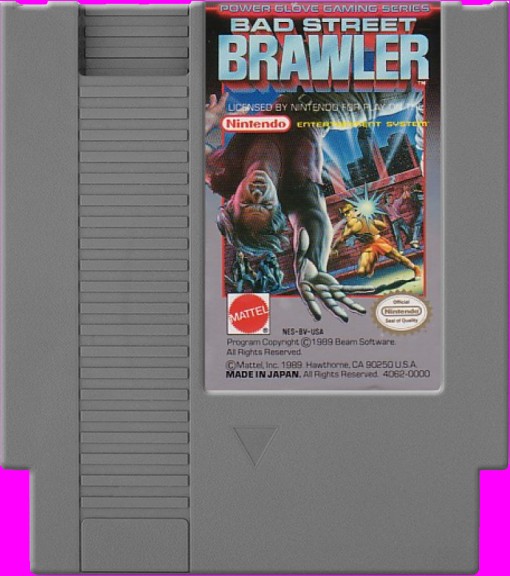 POWER GLOVE GAMING SERIES
BAD STREET
BRAWLER
TM
LICENSED BY NINTENDO FOR PLAY ON THE
Nintendo ENTERTAINMENT SYSTEM
MATTEL
®
Official
Nintendo
Seal of Quality
NES-BV-USA
Program Copyright ©1989 Beam Software.
All Rights Reserved.
©Mattel, Inc. 1989. Hawthorne, CA 90250 U.S.A.
MADE IN JAPAN. All Rights Reserved. 4062-0000